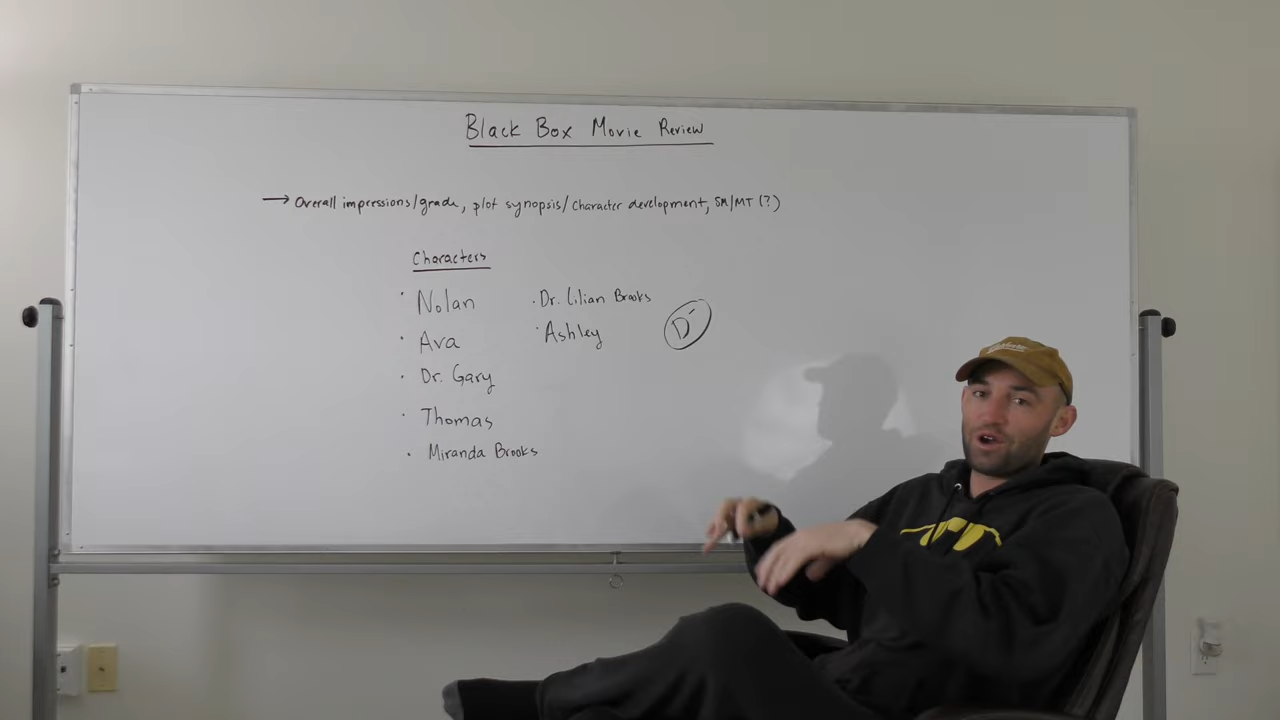 Black Box Movie Review
→ Overall impressions/grade, plot synopsis/character development, SM/MT (?)
Characters
· Nolan
· Ava
· Dr. Gary
· Thomas
· Miranda Brooks
· Dr. Lilian Brooks
· Ashley
D-